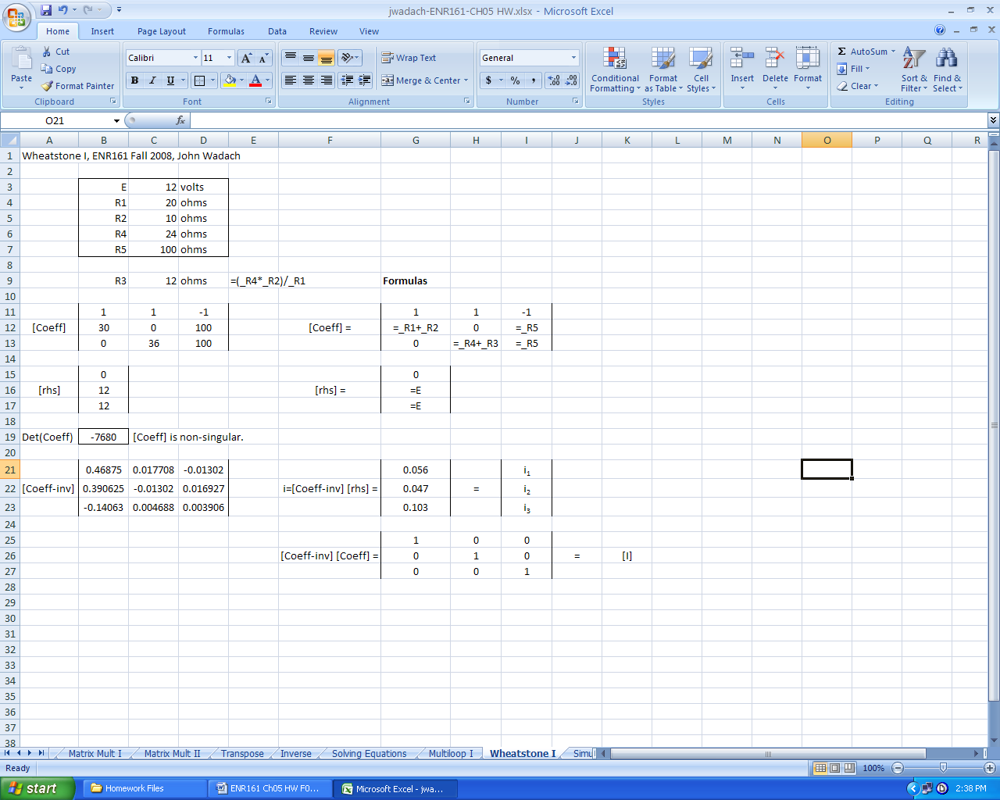 jwadach-ENR161-CH05 HW.xlsx - Microsoft Excel
Home Insert Page Layout Formulas Data Review View
Paste Cut Calibri 11 Wrap Text General Conditional Formatting Format as Table Cell Styles Insert Delete Format AutoSum Sort & Filter Find & Select
Copy Fill
Format Painter B I U A Merge & Center $ % , Clear
Clipboard Font Alignment Number Styles Cells Editing
O21 fx
A B C D E F G H I J K L M N O P Q R
1 Wheatstone I, ENR161 Fall 2008, John Wadach
2
3 E 12 volts
4 R1 20 ohms
5 R2 10 ohms
6 R4 24 ohms
7 R5 100 ohms
8
9 R3 12 ohms =(_R4*_R2)/_R1 Formulas
10
11 1 1 -1 1 1 -1
12 [Coeff] 30 0 100 [Coeff] = =_R1+_R2 0 =_R5
13 0 36 100 0 =_R4+_R3 =_R5
14
15 0 0
16 [rhs] 12 [rhs] = =E
17 12 =E
18
19 Det(Coeff) -7680 [Coeff] is non-singular.
20
21 0.46875 0.017708 -0.01302 0.056 i1
22 [Coeff-inv] 0.390625 -0.01302 0.016927 i=[Coeff-inv] [rhs] = 0.047 = i2
23 -0.14063 0.004688 0.003906 0.103 i3
24
25 1 0 0
26 [Coeff-inv] [Coeff] = 0 1 0 = [I]
27 0 0 1
28
29
30
31
32
33
34
35
36
37
38
Matrix Mult I Matrix Mult II Transpose Inverse Solving Equations Multiloop I Wheatstone I Simu
Ready 100%
start Homework Files ENR161 Ch05 HW F0... Microsoft Excel - jwa... 2:38 PM